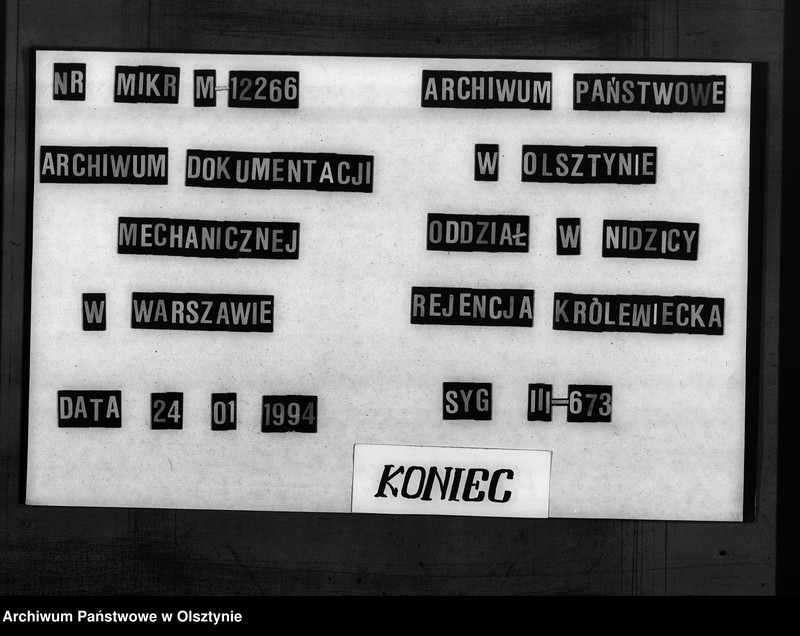 NR MIKR M-12266
ARCHIWUM DOKUMENTACJI
MECHANICZNEJ
W WARSZAWIE
DATA 24 01 1994
ARCHIWUM PAŃSTWOWE
W OLSZTYNIE
ODDZIAŁ W NIDZICY
REJENCJA KRÒLEWIECKA
SYG III-673
KONIEC
Archiwum Państwowe w Olsztynie